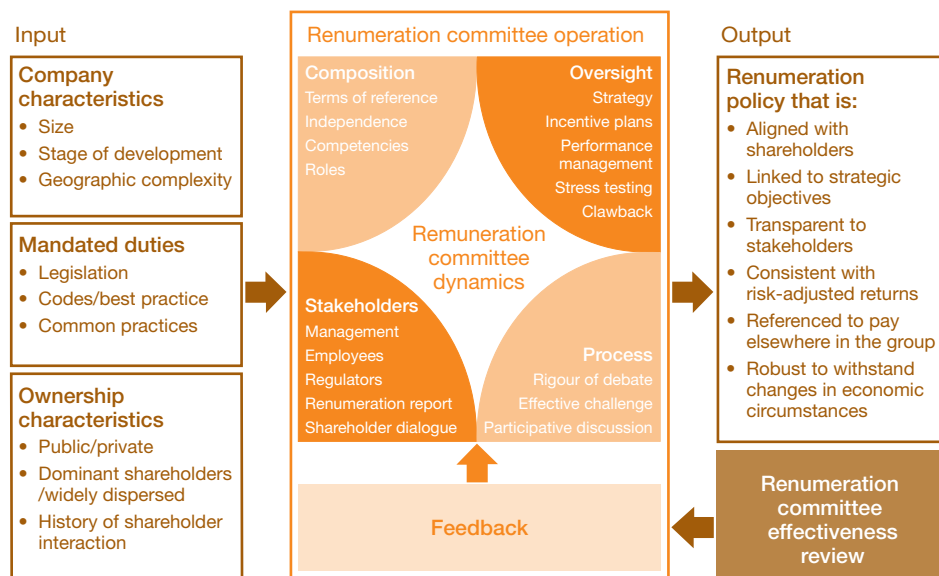 Input
Company
characteristics
• Size
• Stage of development
• Geographic complexity
Mandated duties
• Legislation
• Codes/best practice
• Common practices
Ownership
characteristics
• Public/private
• Dominant shareholders
/widely dispersed
• History of shareholder
interaction
Renumeration committee operation
Composition
Terms of reference
Independence
Competencies
Roles
Oversight
Strategy
Incentive plans
Performance
management
Stress testing
Clawback
Remuneration
committee
dynamics
Stakeholders
Management
Employees
Regulators
Renumeration report
Shareholder dialogue
Process
Rigour of debate
Effective challenge
Participative discussion
Feedback
Output
Renumeration
policy that is:
• Aligned with
shareholders
• Linked to strategic
objectives
• Transparent to
stakeholders
• Consistent with
risk-adjusted returns
• Referenced to pay
elsewhere in the group
• Robust to withstand
changes in economic
circumstances
Renumeration
committee
effectiveness
review